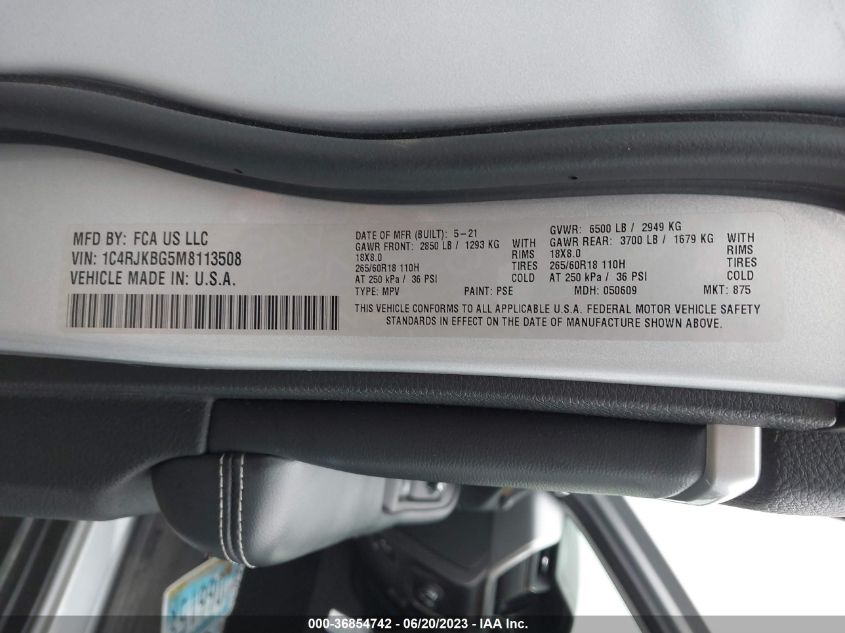 MFD BY: FCA US LLC
VIN: 1C4RJKBG5M8113508
VEHICLE MADE IN: U.S.A.
DATE OF MFR (BUILT): 5-21
GAWR FRONT: 2850 LB / 1293 KG WITH
18X8.0 RIMS
265/60R18 110H TIRES
AT 250 kPa / 36 PSI COLD
GVWR: 6500 LB / 2949 KG
GAWR REAR: 3700 LB / 1679 KG WITH
18X8.0 RIMS
265/60R18 110H TIRES
AT 250 kPa / 36 PSI COLD
TYPE: MPV PAINT: PSE MDH: 050609 MKT: 875
THIS VEHICLE CONFORMS TO ALL APPLICABLE U.S.A. FEDERAL MOTOR VEHICLE SAFETY
STANDARDS IN EFFECT ON THE DATE OF MANUFACTURE SHOWN ABOVE.
000-36854742 - 06/20/2023 - IAA Inc.